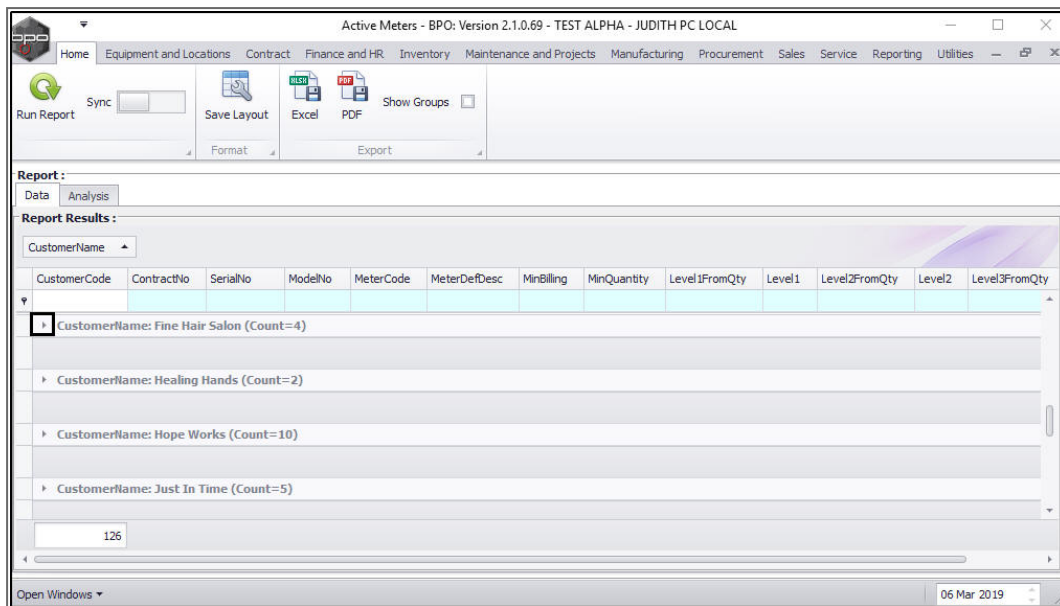 Active Meters - BPO: Version 2.1.0.69 - TEST ALPHA - JUDITH PC LOCAL
bpo
Home Equipment and Locations Contract Finance and HR Inventory Maintenance and Projects Manufacturing Procurement Sales Service Reporting Utilities
XLSX PDF
Sync Show Groups
Run Report Save Layout Excel PDF
Format Export
Report :
Data Analysis
Report Results :
CustomerName
CustomerCode ContractNo SerialNo ModelNo MeterCode MeterDefDesc MinBilling MinQuantity Level1FromQty Level1 Level2FromQty Level2 Level3FromQty
CustomerName: Fine Hair Salon (Count=4)
CustomerName: Healing Hands (Count=2)
CustomerName: Hope Works (Count=10)
CustomerName: Just In Time (Count=5)
126
Open Windows 06 Mar 2019